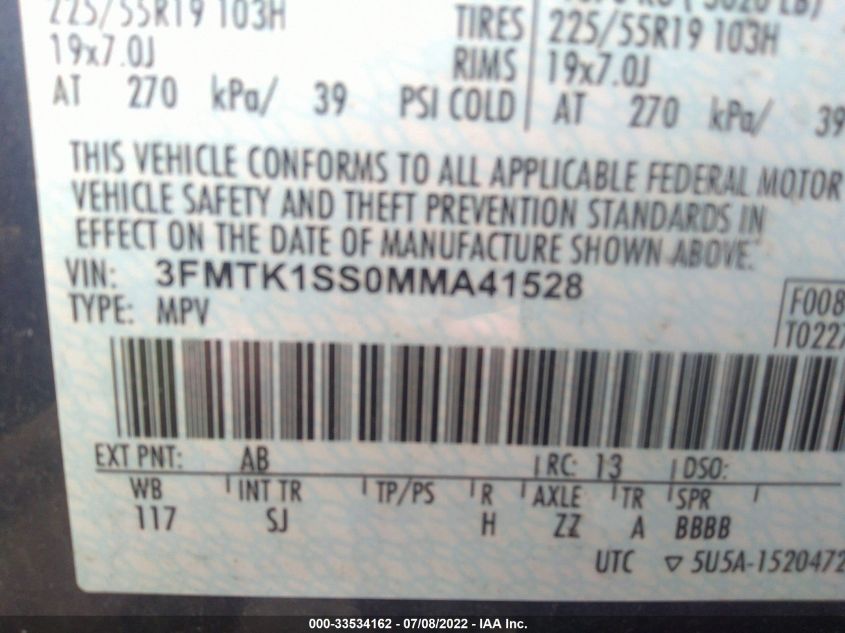 225/55R19 103H TIRES 225/55R19 103H
19x7.0J RIMS 19x7.0J
AT 270 kPa/ 39 PSI COLD AT 270 kPa/ 39
THIS VEHICLE CONFORMS TO ALL APPLICABLE FEDERAL MOTOR
VEHICLE SAFETY AND THEFT PREVENTION STANDARDS IN
EFFECT ON THE DATE OF MANUFACTURE SHOWN ABOVE.
VIN: 3FMTK1SS0MMA41528
TYPE: MPV F008
T0227
EXT PNT: AB RC: 13 DSO:
WB INT TR TP/PS R AXLE TR SPR
117 SJ H ZZ A BBBB
UTC ▽ 5U5A-1520472
000-33534162 - 07/08/2022 - IAA Inc.